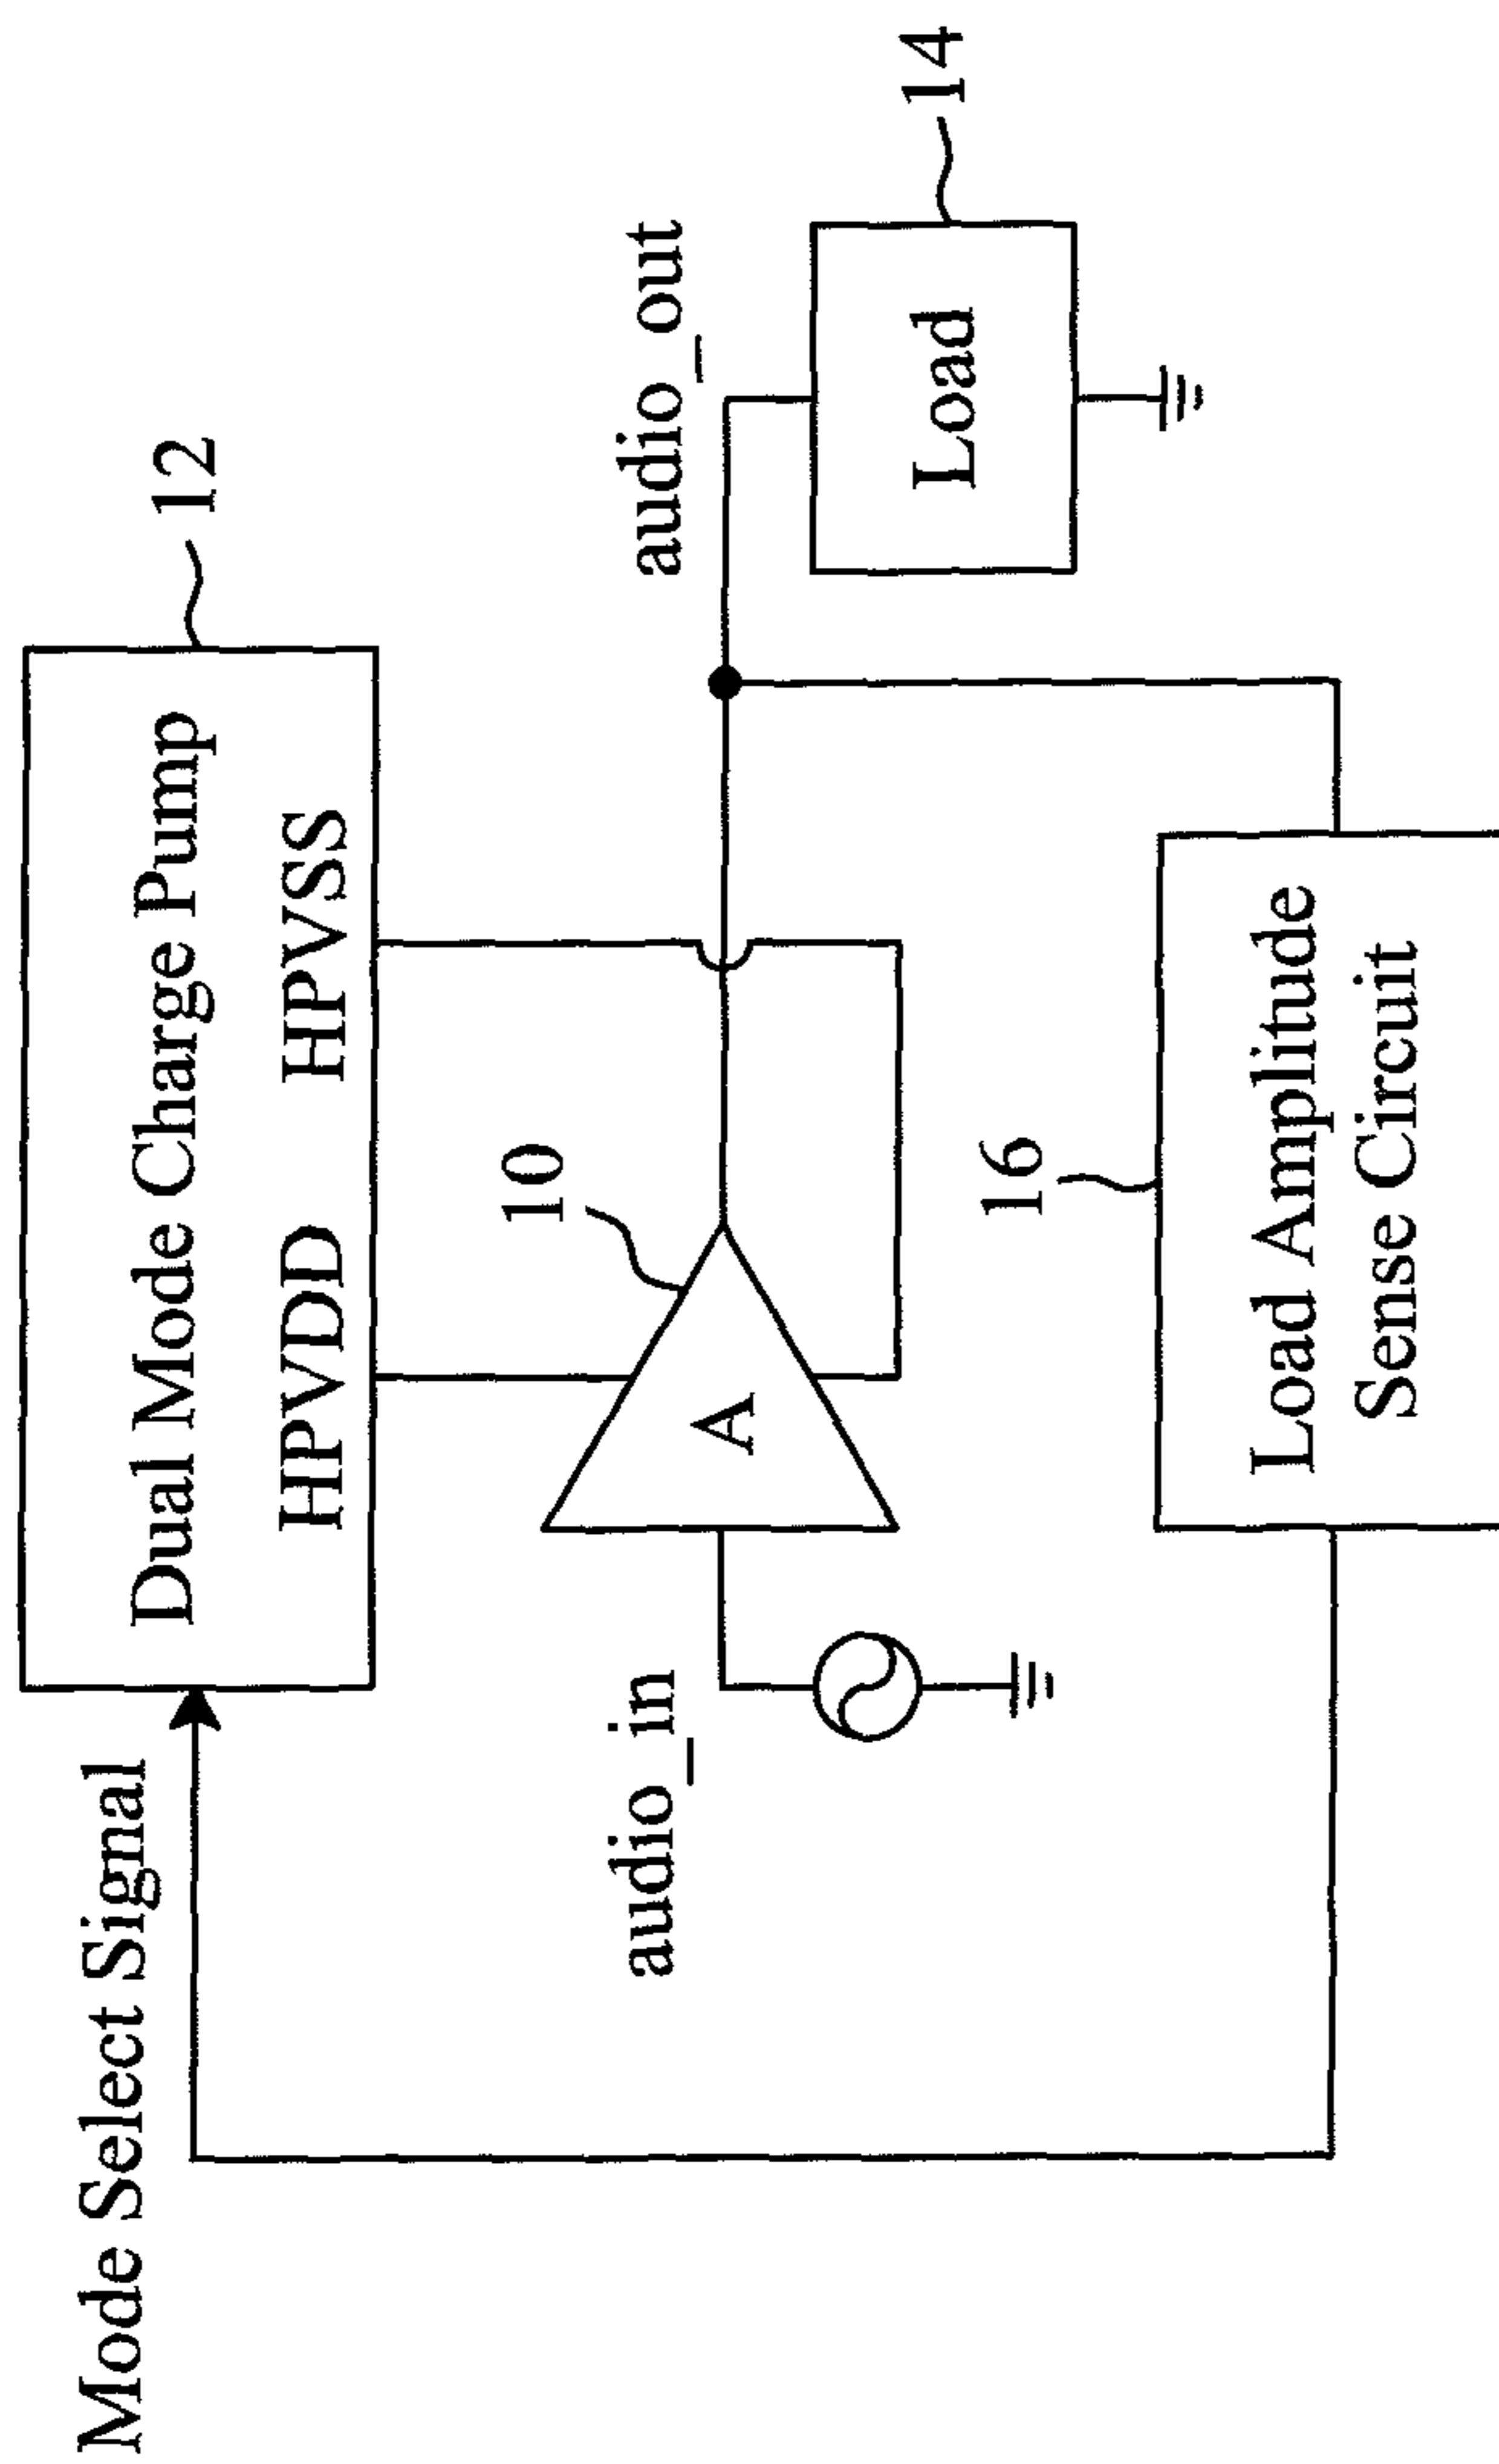 Mode Select Signal
Dual Mode Charge Pump
HPVDD HPVSS
12
10
audio_in
A
audio_out
Load
14
16
Load Amplitude
Sense Circuit